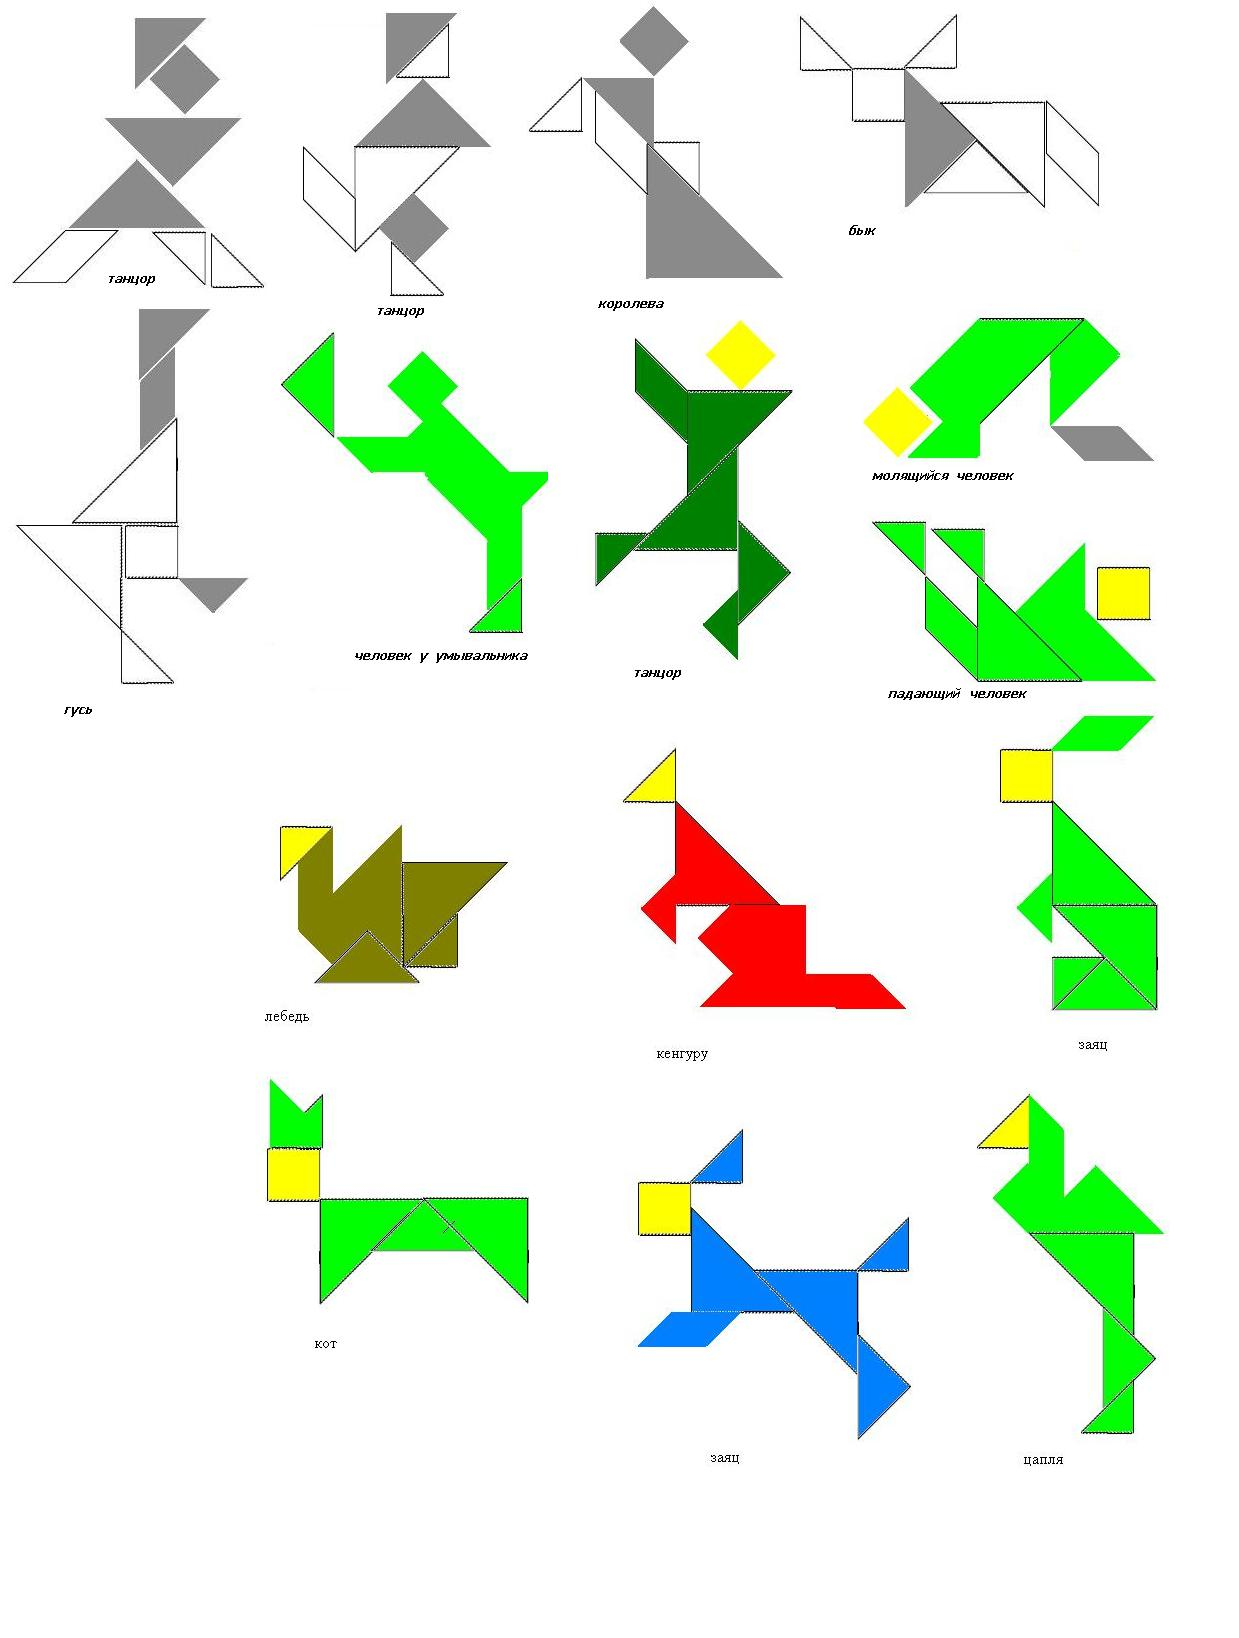 танцор
танцор
королева
бык
гусь
человек у умывальника
танцор
молящийся человек
падающий человек
лебедь
кенгуру
заяц
кот
заяц
цапля